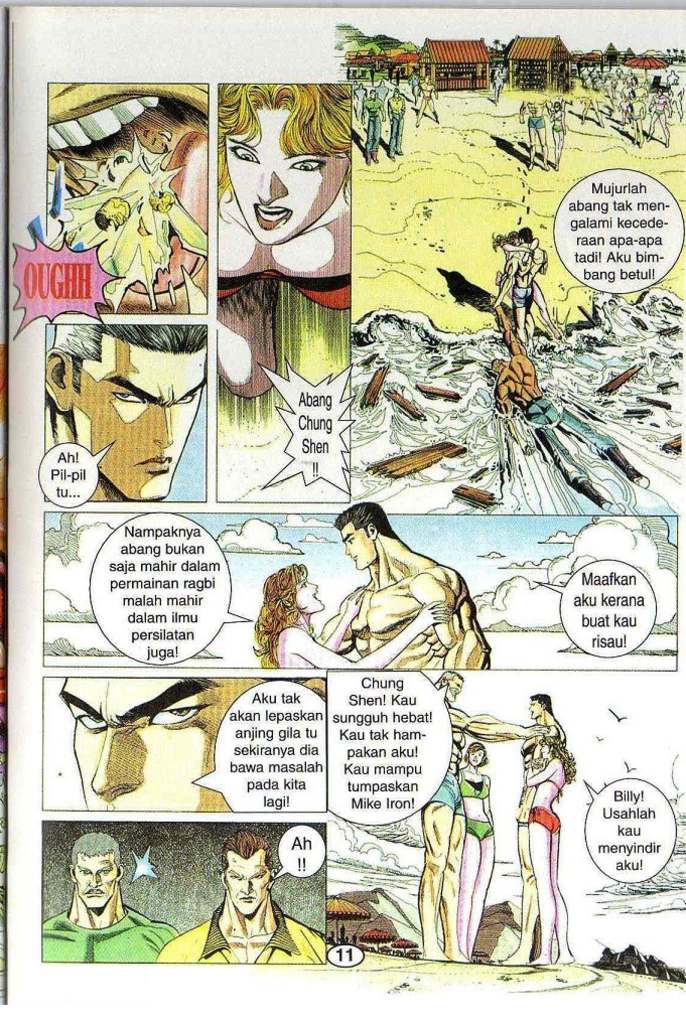 OUGHH
Ah!
Pil-pil
tu...
Abang
Chung
Shen
!!
Mujurlah
abang tak men-
galami kecede-
raan apa-apa
tadi! Aku bim-
bang betul!
Nampaknya
abang bukan
saja mahir dalam
permainan ragbi
malah mahir
dalam ilmu
persilatan
juga!
Maafkan
aku kerana
buat kau
risau!
Aku tak
akan lepaskan
anjing gila tu
sekiranya dia
bawa masalah
pada kita
lagi!
Chung
Shen! Kau
sungguh hebat!
Kau tak ham-
pakan aku!
Kau mampu
tumpaskan
Mike Iron!
Billy!
Usahlah
kau
menyindir
aku!
Ah
!!
11